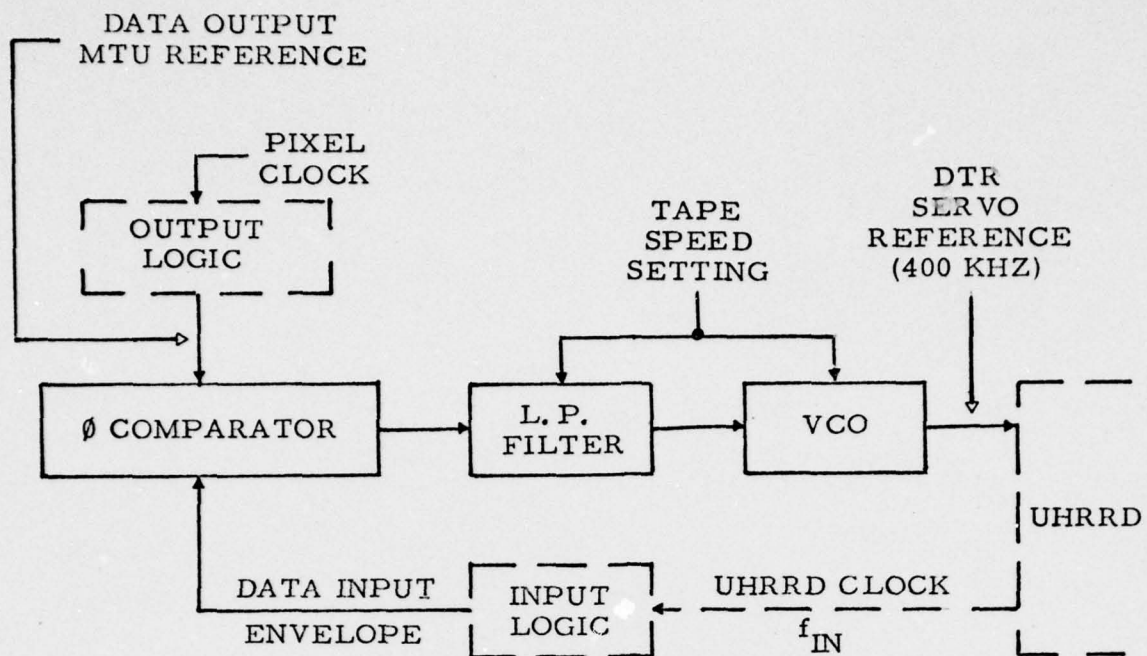 DATA OUTPUT
MTU REFERENCE
PIXEL
CLOCK
OUTPUT
LOGIC
TAPE
SPEED
SETTING
DTR
SERVO
REFERENCE
(400 KHZ)
Ø COMPARATOR
L. P.
FILTER
VCO
UHRRD
DATA INPUT
ENVELOPE
INPUT
LOGIC
UHRRD CLOCK
fIN